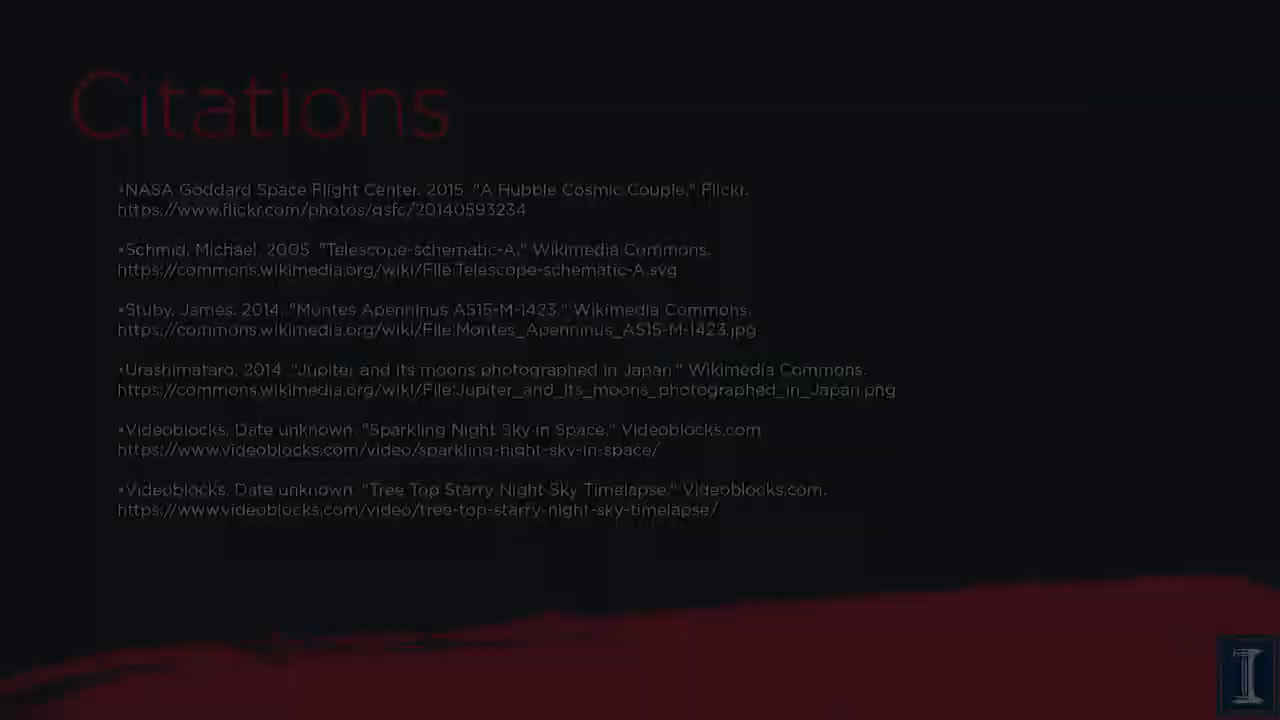 Citations
•NASA Goddard Space Flight Center. 2015. "A Hubble Cosmic Couple." Flickr.
https://www.flickr.com/photos/gsfc/20140593234
•Schmid, Michael. 2005. "Telescope-schematic-A." Wikimedia Commons.
https://commons.wikimedia.org/wiki/File:Telescope-schematic-A.svg
•Stuby, James. 2014. "Montes Apenninus AS15-M-1423." Wikimedia Commons.
https://commons.wikimedia.org/wiki/File:Montes_Apenninus_AS15-M-1423.jpg
•Urashimataro. 2014. "Jupiter and its moons photographed in Japan." Wikimedia Commons.
https://commons.wikimedia.org/wiki/File:Jupiter_and_its_moons_photographed_in_Japan.png
•Videoblocks. Date unknown. "Sparkling Night Sky in Space." Videoblocks.com
https://www.videoblocks.com/video/sparkling-night-sky-in-space/
•Videoblocks. Date unknown. "Tree Top Starry Night Sky Timelapse." Videoblocks.com.
https://www.videoblocks.com/video/tree-top-starry-night-sky-timelapse/
I